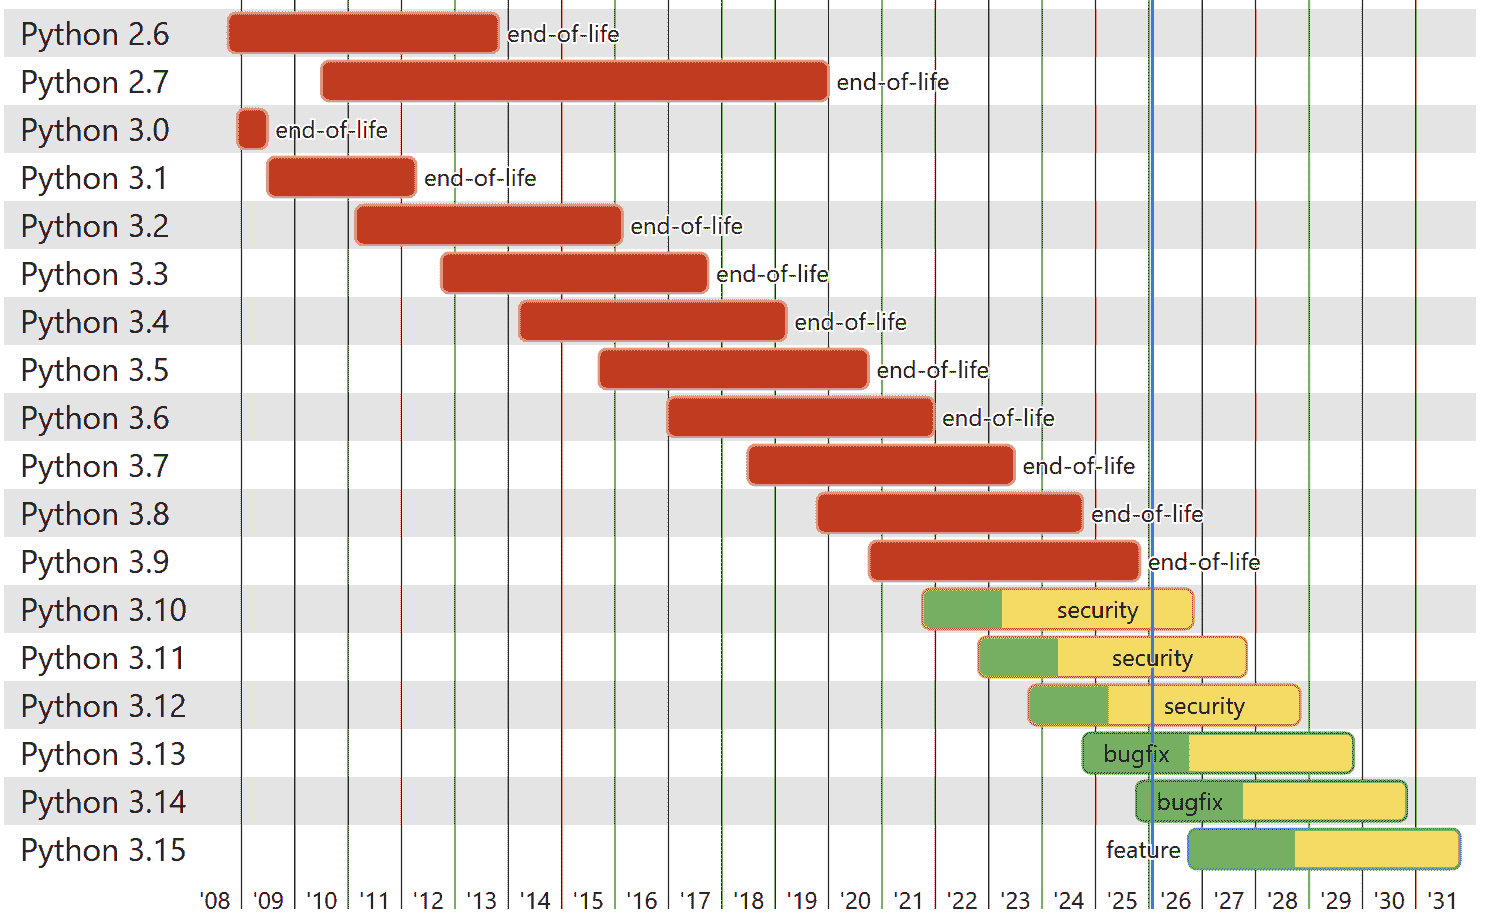 Python 2.6 end-of-life
Python 2.7 end-of-life
Python 3.0 end-of-life
Python 3.1 end-of-life
Python 3.2 end-of-life
Python 3.3 end-of-life
Python 3.4 end-of-life
Python 3.5 end-of-life
Python 3.6 end-of-life
Python 3.7 end-of-life
Python 3.8 end-of-life
Python 3.9 end-of-life
Python 3.10 security
Python 3.11 security
Python 3.12 security
Python 3.13 bugfix
Python 3.14 bugfix
Python 3.15 feature
'08 '09 '10 '11 '12 '13 '14 '15 '16 '17 '18 '19 '20 '21 '22 '23 '24 '25 '26 '27 '28 '29 '30 '31